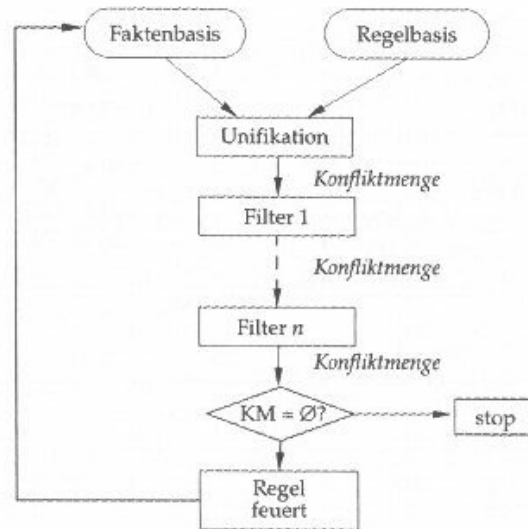 Faktenbasis
Regelbasis
Unifikation
Konfliktmenge
Filter 1
Konfliktmenge
Filter n
Konfliktmenge
KM = Ø?
stop
Regel
feuert